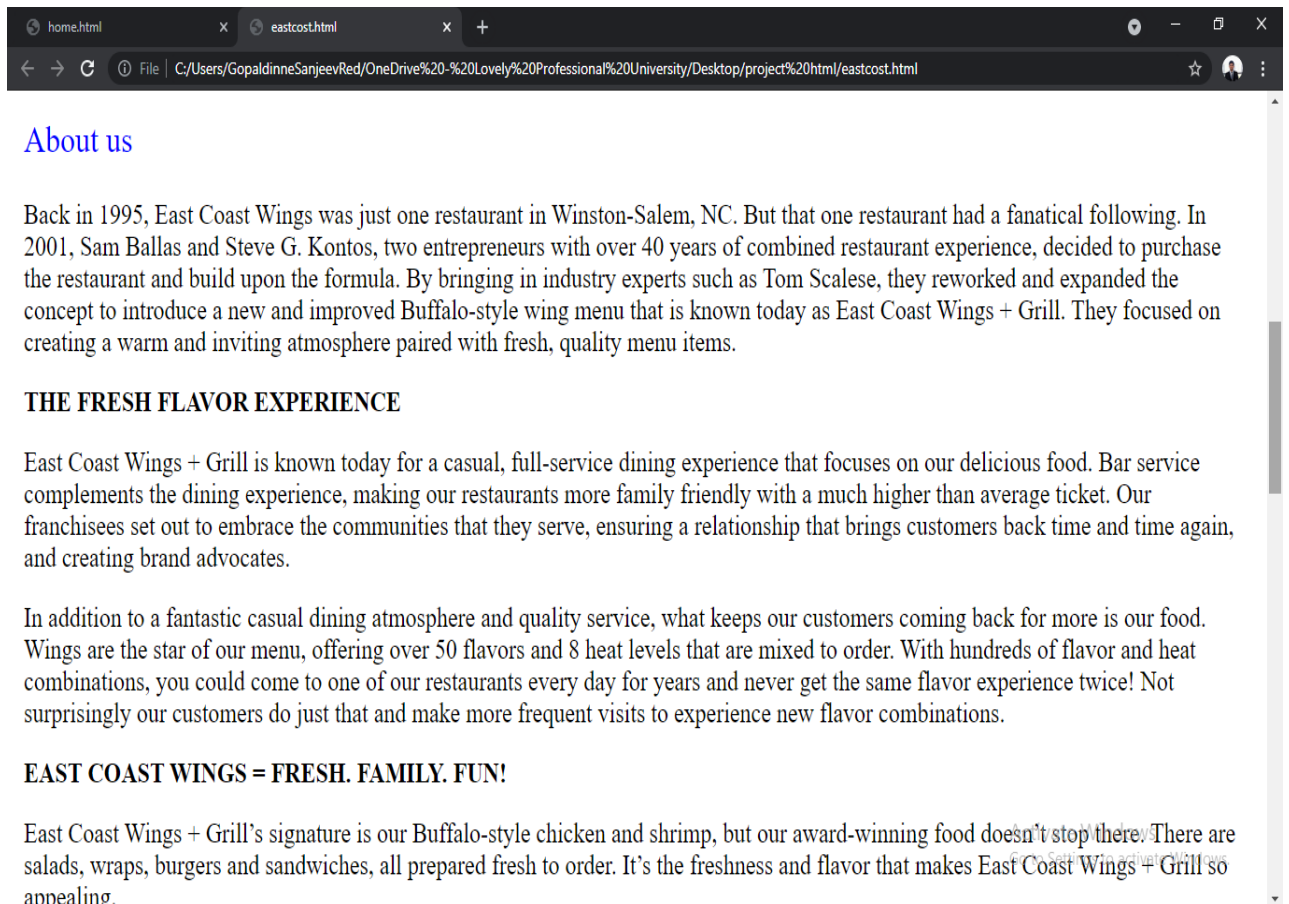 home.html
eastcost.html
File | C:/Users/GopaldinneSanjeevRed/OneDrive%20-%20Lovely%20Professional%20University/Desktop/project%20html/eastcost.html
About us
Back in 1995, East Coast Wings was just one restaurant in Winston-Salem, NC. But that one restaurant had a fanatical following. In
2001, Sam Ballas and Steve G. Kontos, two entrepreneurs with over 40 years of combined restaurant experience, decided to purchase
the restaurant and build upon the formula. By bringing in industry experts such as Tom Scalese, they reworked and expanded the
concept to introduce a new and improved Buffalo-style wing menu that is known today as East Coast Wings + Grill. They focused on
creating a warm and inviting atmosphere paired with fresh, quality menu items.
THE FRESH FLAVOR EXPERIENCE
East Coast Wings + Grill is known today for a casual, full-service dining experience that focuses on our delicious food. Bar service
complements the dining experience, making our restaurants more family friendly with a much higher than average ticket. Our
franchisees set out to embrace the communities that they serve, ensuring a relationship that brings customers back time and time again,
and creating brand advocates.
In addition to a fantastic casual dining atmosphere and quality service, what keeps our customers coming back for more is our food.
Wings are the star of our menu, offering over 50 flavors and 8 heat levels that are mixed to order. With hundreds of flavor and heat
combinations, you could come to one of our restaurants every day for years and never get the same flavor experience twice! Not
surprisingly our customers do just that and make more frequent visits to experience new flavor combinations.
EAST COAST WINGS = FRESH. FAMILY. FUN!
East Coast Wings + Grill’s signature is our Buffalo-style chicken and shrimp, but our award-winning food doesn’t stop there. There are
salads, wraps, burgers and sandwiches, all prepared fresh to order. It’s the freshness and flavor that makes East Coast Wings + Grill so
appealing.
Activate Windows
Go to Settings to activate Windows.